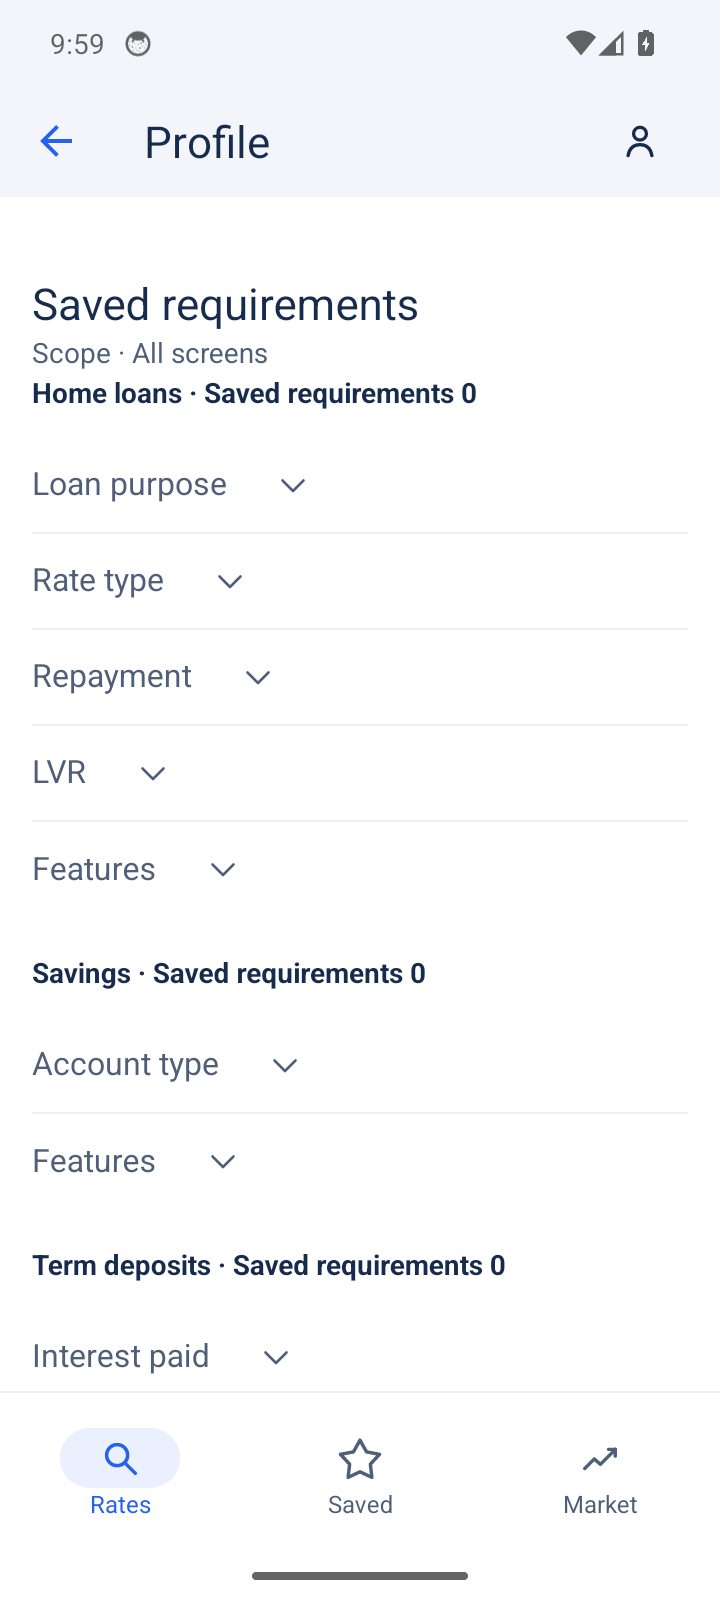 9:59
Profile
Saved requirements
Scope · All screens
Home loans · Saved requirements 0
Loan purpose
Rate type
Repayment
LVR
Features
Savings · Saved requirements 0
Account type
Features
Term deposits · Saved requirements 0
Interest paid
Rates
Saved
Market